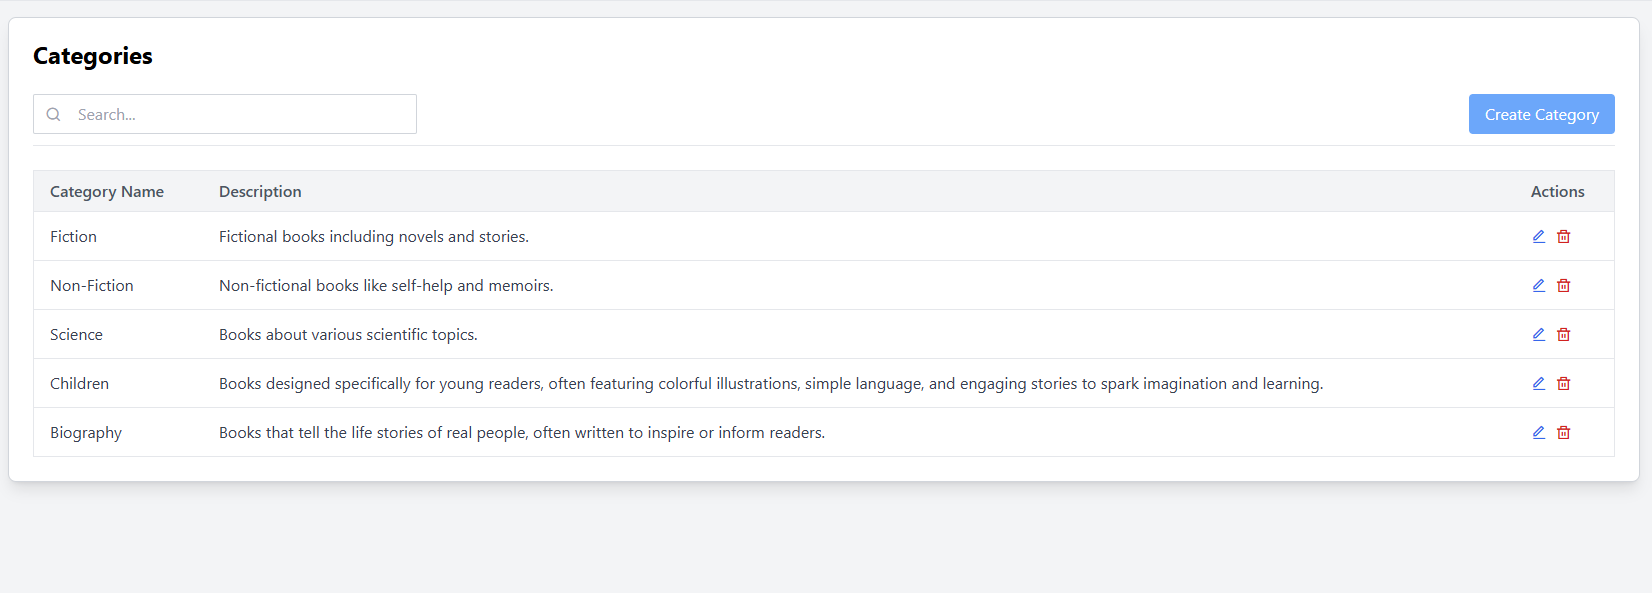 Categories
Search...
Create Category
Category Name Description Actions
Fiction Fictional books including novels and stories.
Non-Fiction Non-fictional books like self-help and memoirs.
Science Books about various scientific topics.
Children Books designed specifically for young readers, often featuring colorful illustrations, simple language, and engaging stories to spark imagination and learning.
Biography Books that tell the life stories of real people, often written to inspire or inform readers.